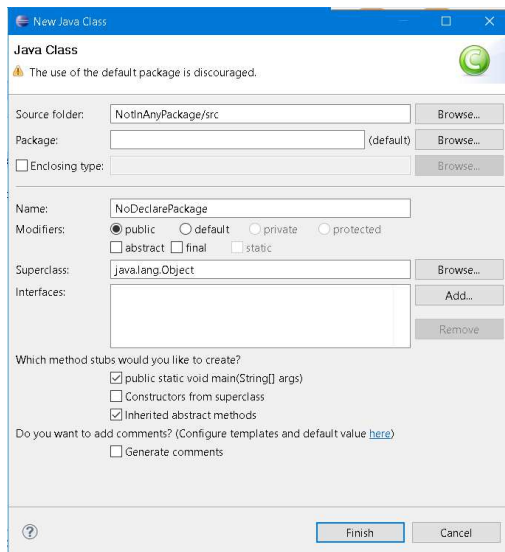 New Java Class
Java Class
The use of the default package is discouraged.
Source folder: NotInAnyPackage/src Browse...
Package: (default) Browse...
Enclosing type: Browse...
Name: NoDeclarePackage
Modifiers: public default private protected
abstract final static
Superclass: java.lang.Object Browse...
Interfaces: Add...
Remove
Which method stubs would you like to create?
public static void main(String[] args)
Constructors from superclass
Inherited abstract methods
Do you want to add comments? (Configure templates and default value here)
Generate comments
? Finish Cancel